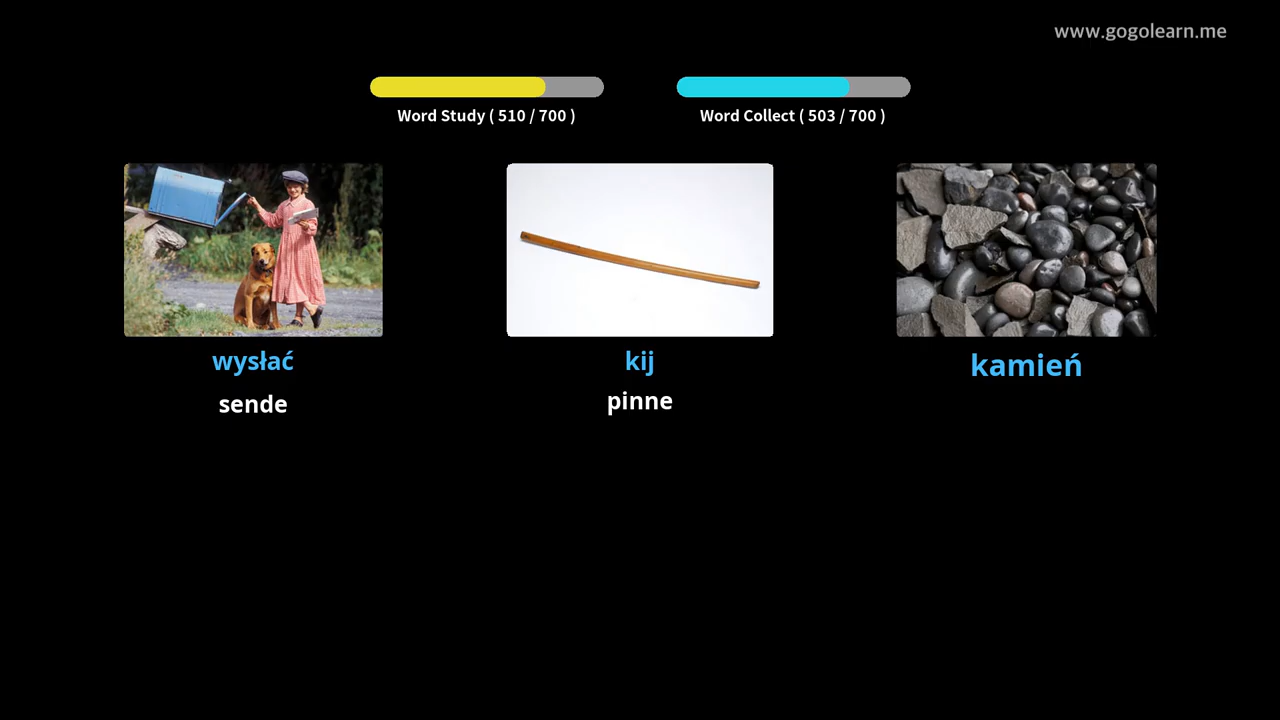 www.gogolearn.me
Word Study ( 510 / 700 )
Word Collect ( 503 / 700 )
wysłać
sende
kij
pinne
kamień